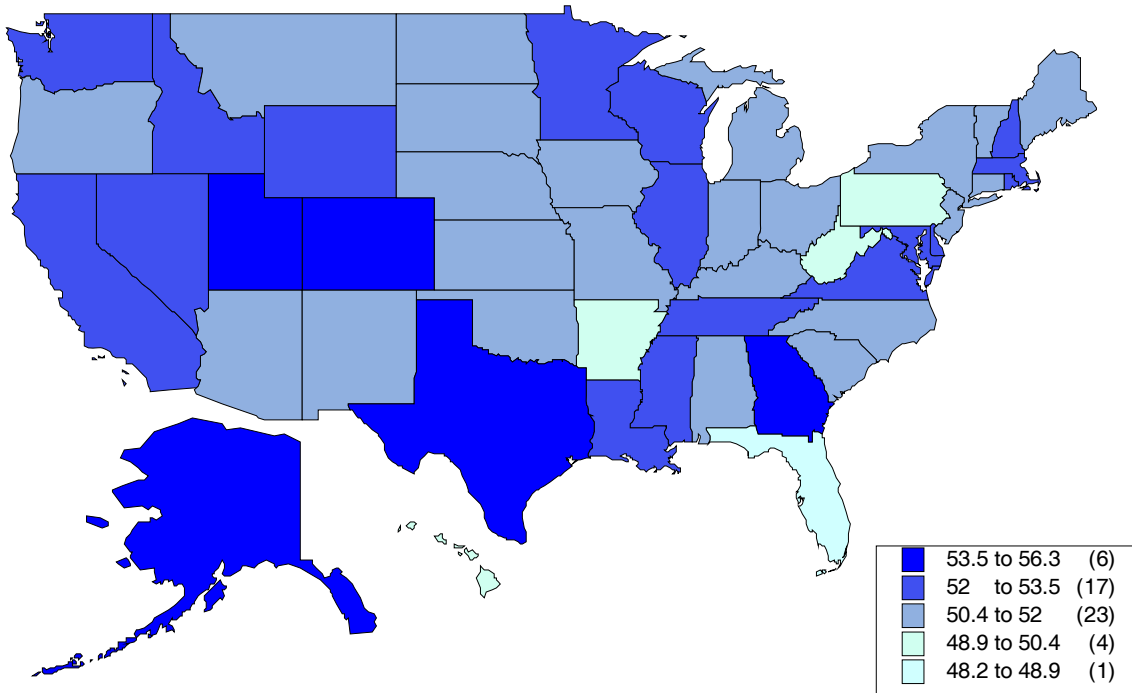 53.5 to 56.3 (6)
52 to 53.5 (17)
50.4 to 52 (23)
48.9 to 50.4 (4)
48.2 to 48.9 (1)